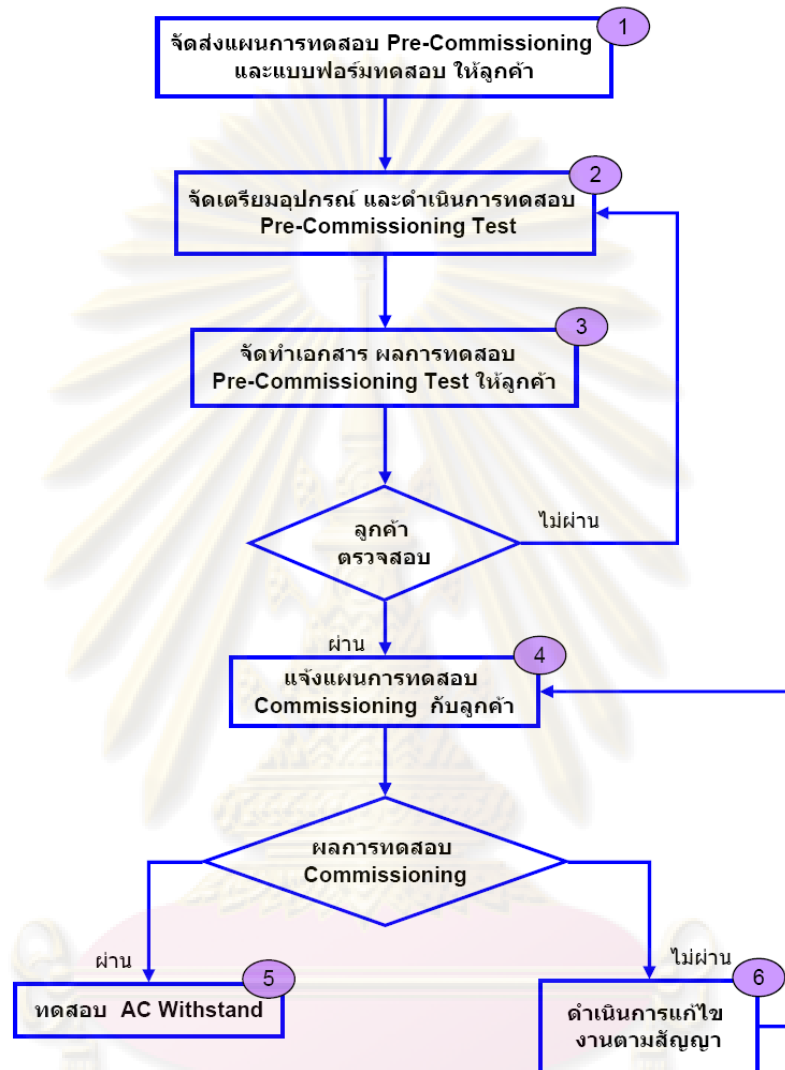 1
จัดส่งแผนการทดสอบ Pre-Commissioning
และแบบฟอร์มทดสอบ ให้ลูกค้า
2
จัดเตรียมอุปกรณ์ และดำเนินการทดสอบ
Pre-Commissioning Test
3
จัดทำเอกสาร ผลการทดสอบ
Pre-Commissioning Test ให้ลูกค้า
ลูกค้า
ตรวจสอบ
ไม่ผ่าน
ผ่าน
4
แจ้งแผนการทดสอบ
Commissioning กับลูกค้า
ผลการทดสอบ
Commissioning
ผ่าน
ไม่ผ่าน
5
ทดสอบ AC Withstand
6
ดำเนินการแก้ไข
งานตามสัญญา